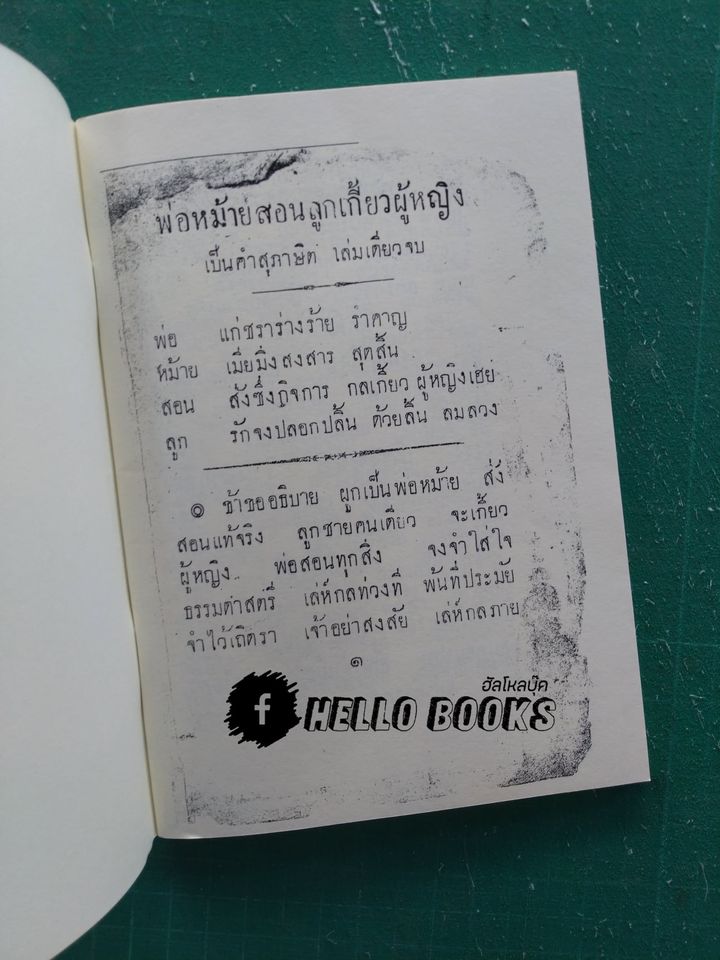 พ่อหม้ายสอนลูกเกี้ยวผู้หญิง
เป็นคำสุภาษิต เล่มเดียวจบ
พ่อ แก่ชราร่างร้าย รำคาญ
หม้าย เมี่ยมิ่งสงสาร สุดสิ้น
สอน สังซึ่งกิจการ กลเกี้ยว ผู้หญิงเฮย
ลูก รักจงปลอกปลิ้น ด้วยลิ้น ลมลวง
๏ ข้าขออธิบาย ผูกเป็นพ่อหม้าย สั่ง
สอนแท้จริง ลูกชายคนเดียว จะเกี้ยว
ผู้หญิง พ่อสอนทุกสิ่ง จงจำใส่ใจ
ธรรมดาสตรี เล่ห์กลท่วงที พ้นที่ประมัย
จำไว้เถิดรา เจ้าอย่าสงสัย เล่ห์กลภาย
๑
ฮัลโหลบุ๊ค
f HELLO BOOKS